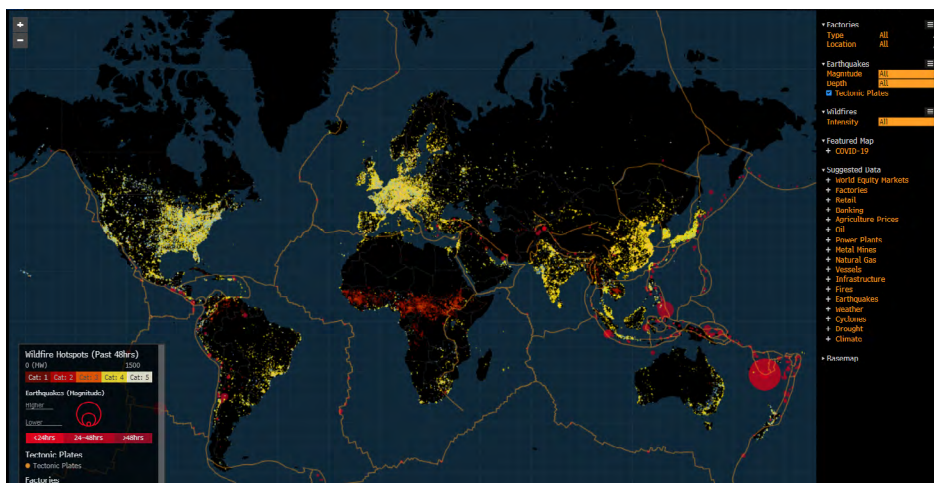 +
−
Factories
Type All
Location All
Earthquakes
Magnitude All
Depth All
Tectonic Plates
Wildfires
Intensity All
Featured Map
+ COVID-19
Suggested Data
+ World Equity Markets
+ Factories
+ Retail
+ Banking
+ Agriculture Prices
+ Oil
+ Power Plants
+ Metal Mines
+ Natural Gas
+ Vessels
+ Infrastructure
+ Fires
+ Earthquakes
+ Weather
+ Cyclones
+ Drought
+ Climate
Basemap
Wildfire Hotspots (Past 48hrs)
0 (MW) 1500
Cat: 1 Cat: 2 Cat: 3 Cat: 4 Cat: 5
Earthquakes (Magnitude)
Higher
Lower
<24hrs 24-48hrs >48hrs
Tectonic Plates
Tectonic Plates
Factories